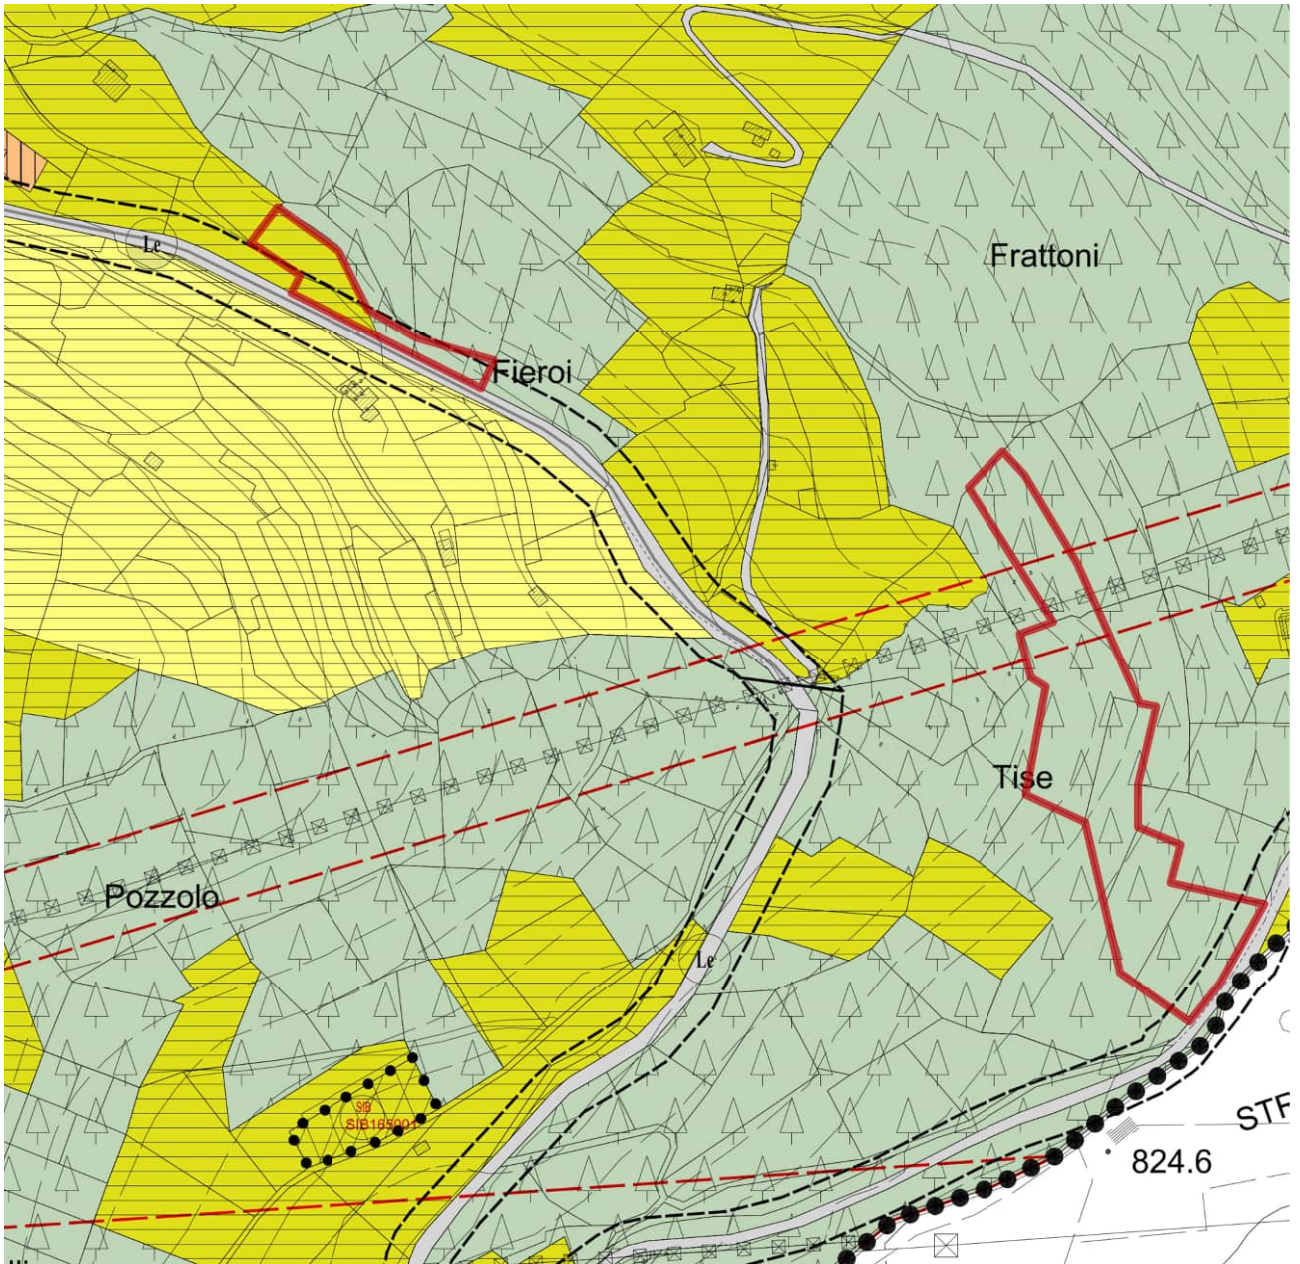 Le
Frattoni
Fieroi
Tise
Pozzolo
Le
SIB
SIB165001
STR
824.6